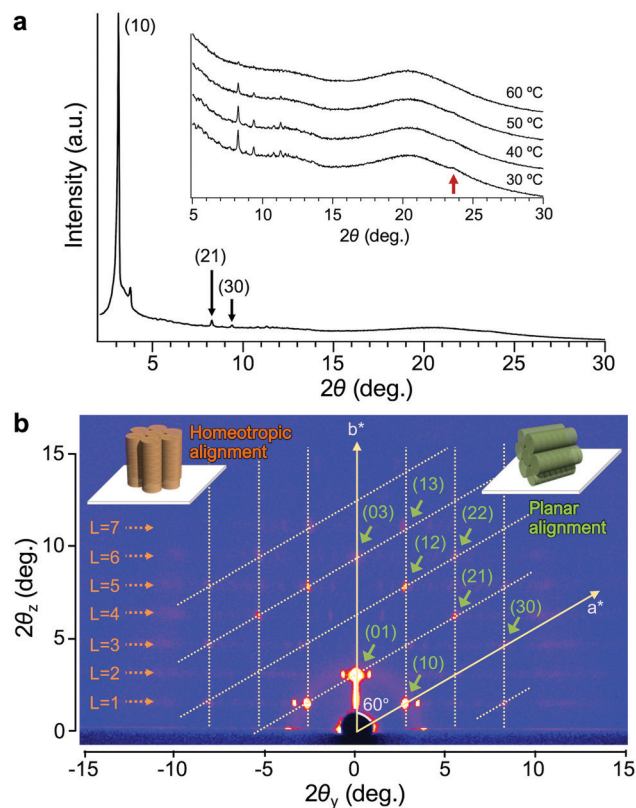 a
(10)
Intensity (a.u.)
60 ºC
50 ºC
40 ºC
30 ºC
5 10 15 20 25 30
2θ (deg.)
(21)
(30)
5 10 15 20 25 30
2θ (deg.)
b
15
10
5
0
2θz (deg.)
Homeotropic
alignment
b*
Planar
alignment
(13)
(03)
(22)
(12)
(21)
(30)
a*
(01)
(10)
60°
L=7
L=6
L=5
L=4
L=3
L=2
L=1
-15 -10 -5 0 5 10 15
2θy (deg.)